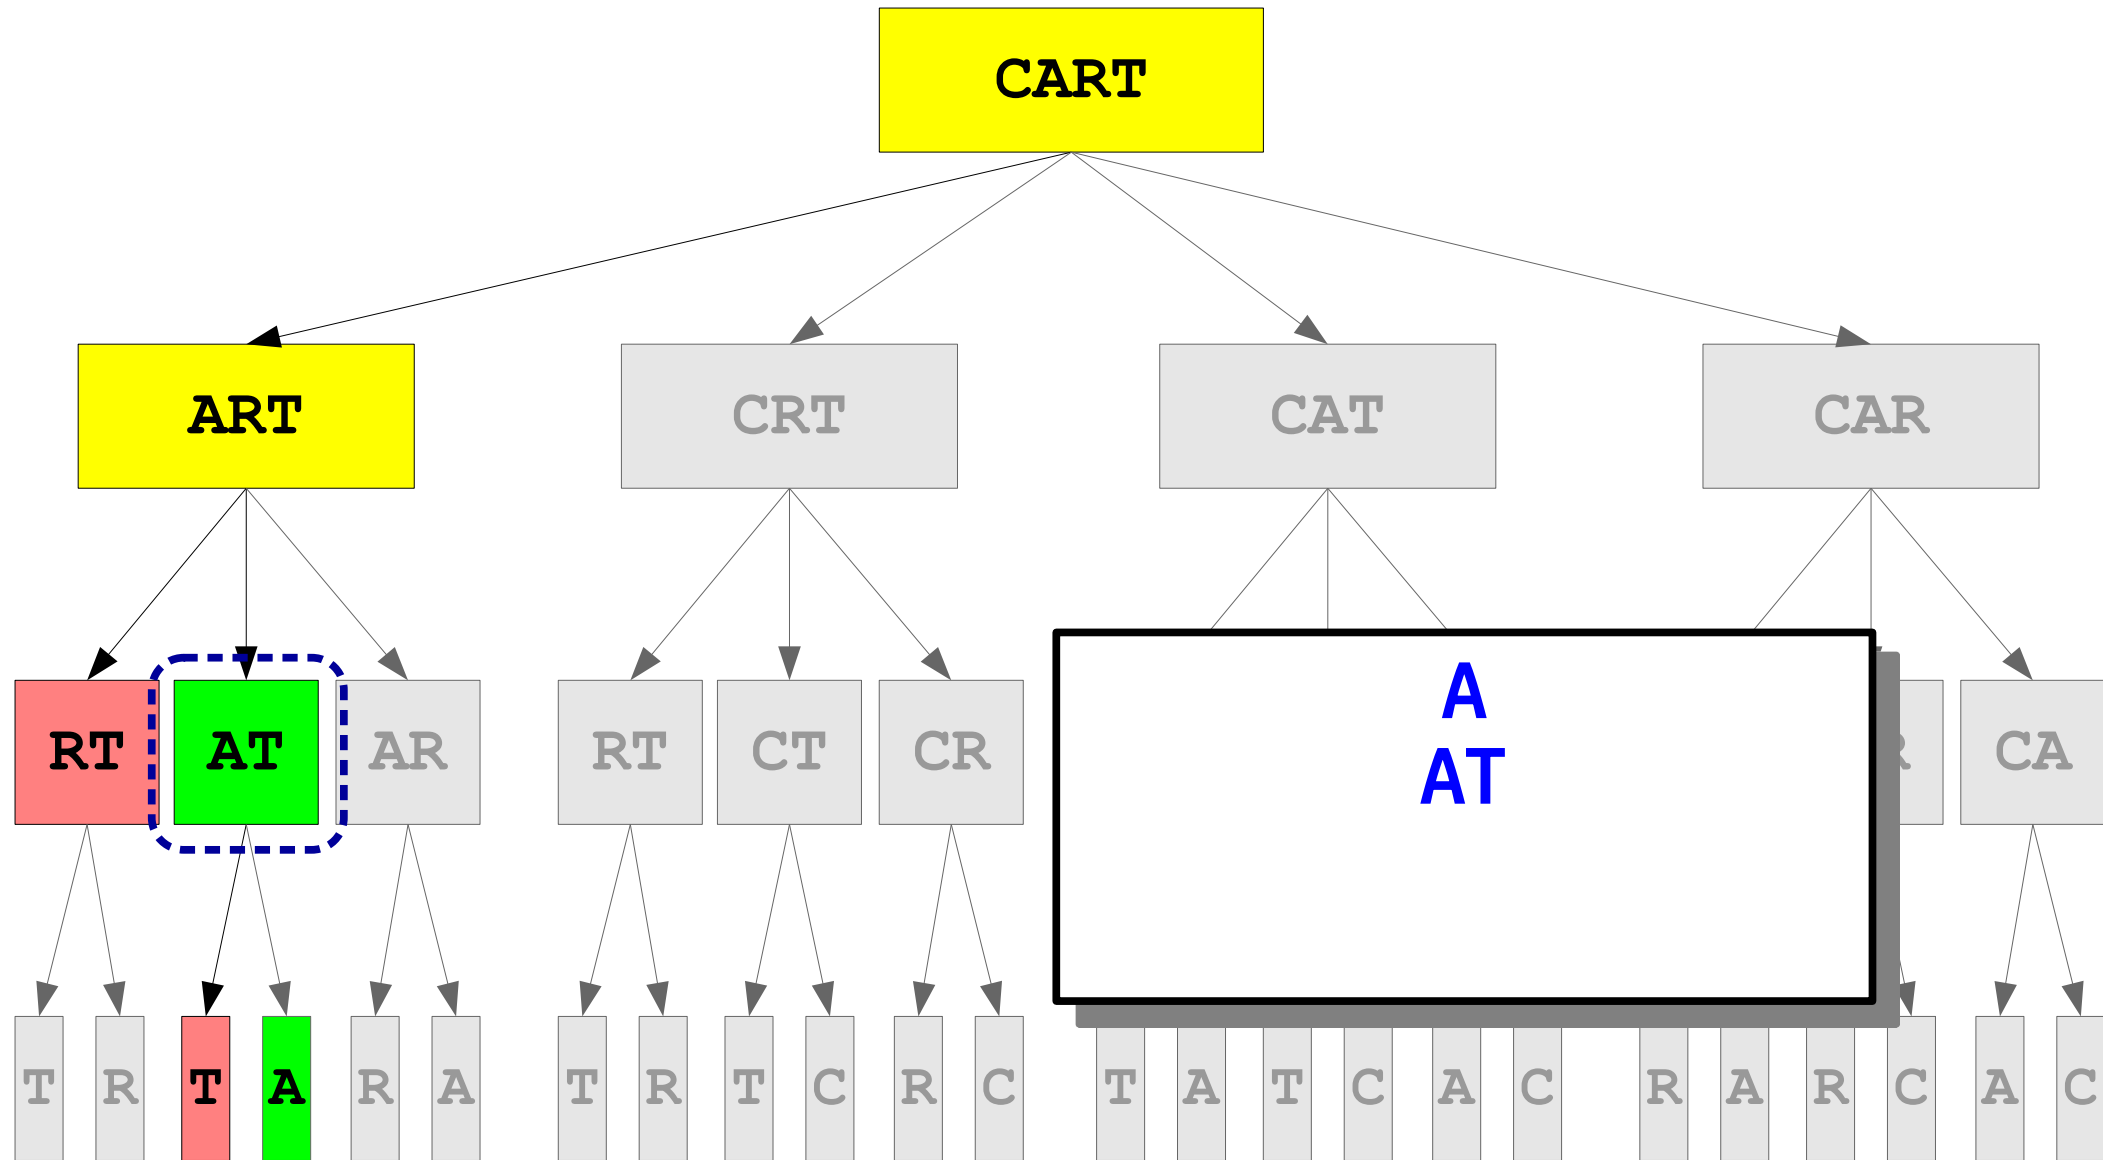 CART
ART CRT CAT CAR
RT AT AR RT CT CR CA
A
AT
T R T A R A T R T C R C T A T C A C R A R C A C